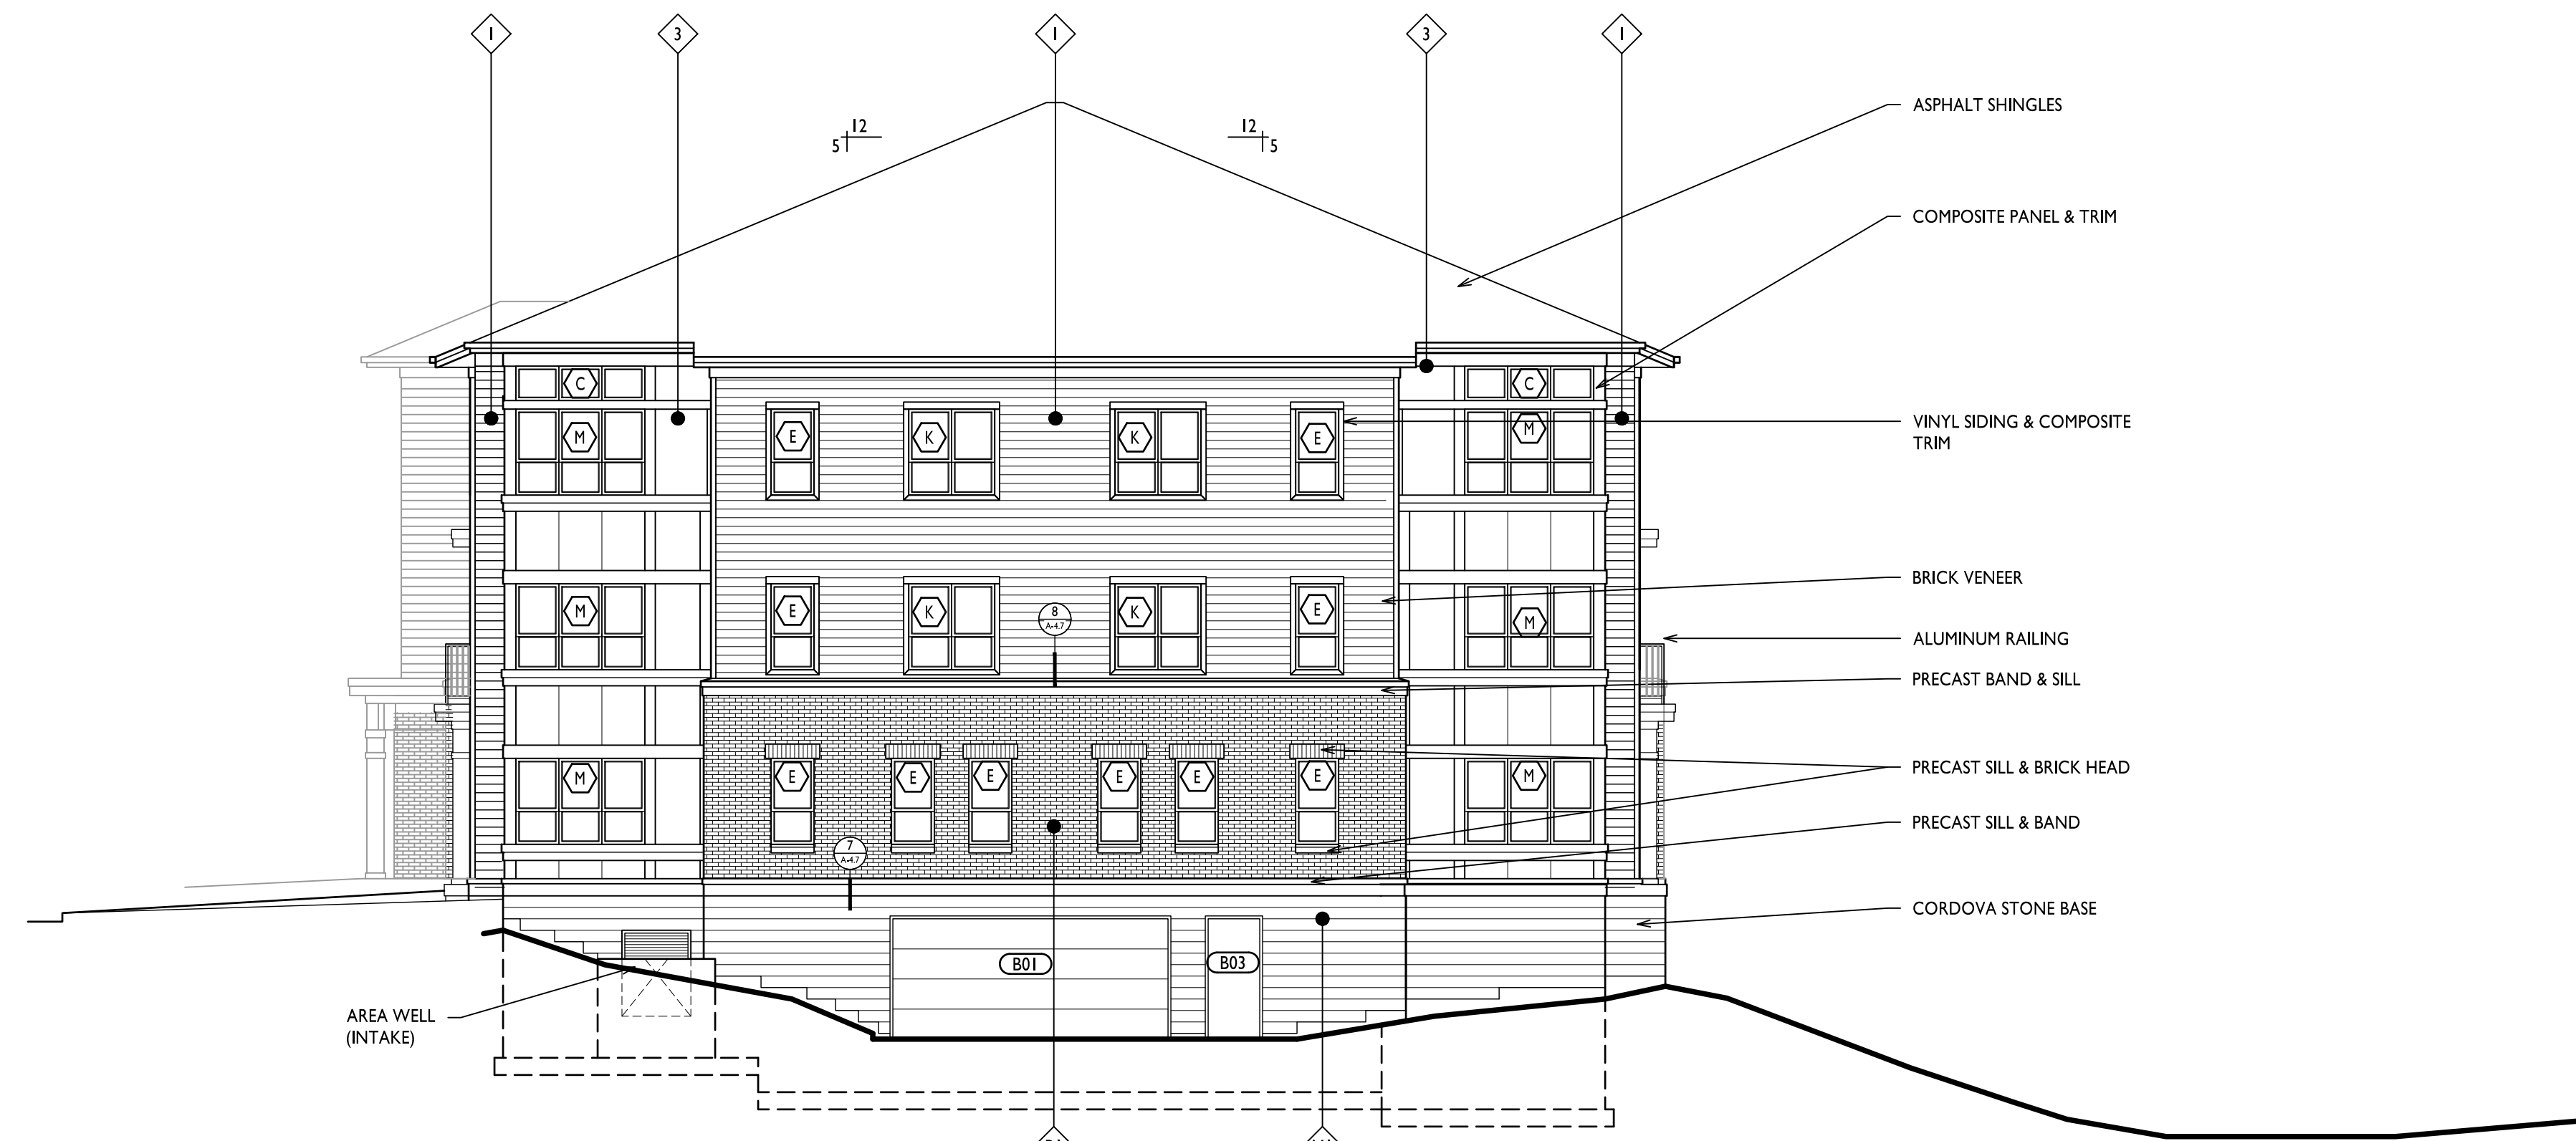 1
3
1
3
1
12
5
12
5
ASPHALT SHINGLES
COMPOSITE PANEL & TRIM
C
C
VINYL SIDING & COMPOSITE
TRIM
M
E
K
K
E
M
BRICK VENEER
M
E
K
8
A-4.7
K
E
M
ALUMINUM RAILING
PRECAST BAND & SILL
PRECAST SILL & BRICK HEAD
M
E
E
E
E
E
E
M
PRECAST SILL & BAND
7
A-4.7
CORDOVA STONE BASE
B01
B03
AREA WELL
(INTAKE)